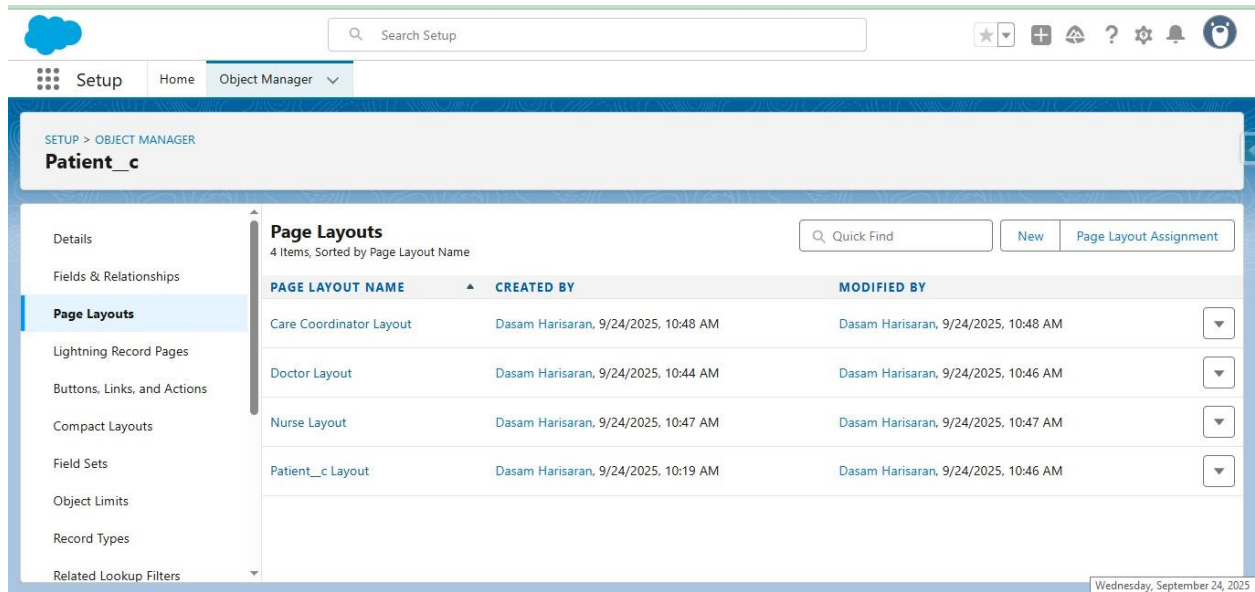 Search Setup
Setup Home Object Manager
SETUP > OBJECT MANAGER
Patient__c
Details
Fields & Relationships
Page Layouts
Lightning Record Pages
Buttons, Links, and Actions
Compact Layouts
Field Sets
Object Limits
Record Types
Related Lookup Filters
Page Layouts
4 Items, Sorted by Page Layout Name
Quick Find New Page Layout Assignment
PAGE LAYOUT NAME CREATED BY MODIFIED BY
Care Coordinator Layout Dasam Harisaran, 9/24/2025, 10:48 AM Dasam Harisaran, 9/24/2025, 10:48 AM
Doctor Layout Dasam Harisaran, 9/24/2025, 10:44 AM Dasam Harisaran, 9/24/2025, 10:46 AM
Nurse Layout Dasam Harisaran, 9/24/2025, 10:47 AM Dasam Harisaran, 9/24/2025, 10:47 AM
Patient__c Layout Dasam Harisaran, 9/24/2025, 10:19 AM Dasam Harisaran, 9/24/2025, 10:46 AM
Wednesday, September 24, 2025